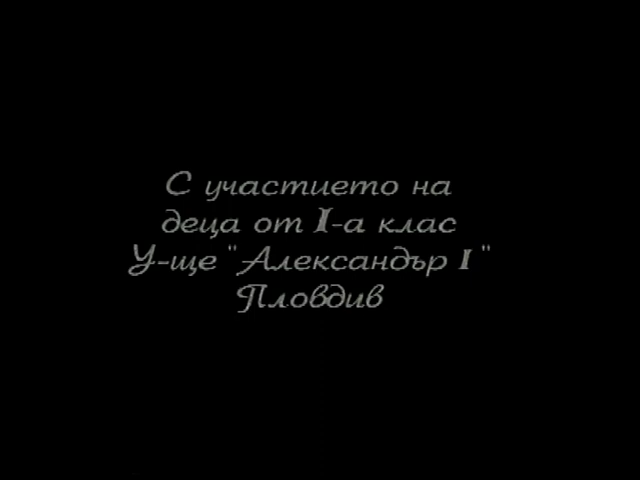 С участието на
деца от I-а клас
У-ще "Александър I"
Пловдив